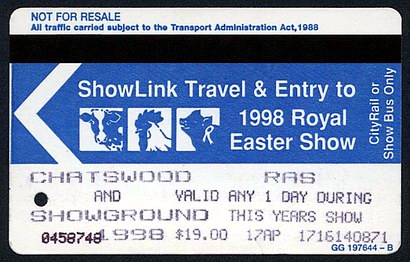 NOT FOR RESALE
All traffic carried subject to the Transport Administration Act,1988
ShowLink Travel & Entry to
1998 Royal
Easter Show
CityRail or
Show Bus Only
CHATSWOOD RAS
AND VALID ANY 1 DAY DURING
SHOWGROUND THIS YEARS SHOW
0458748 1998 $19.00 17AP 1716140871
GG 197644 – B